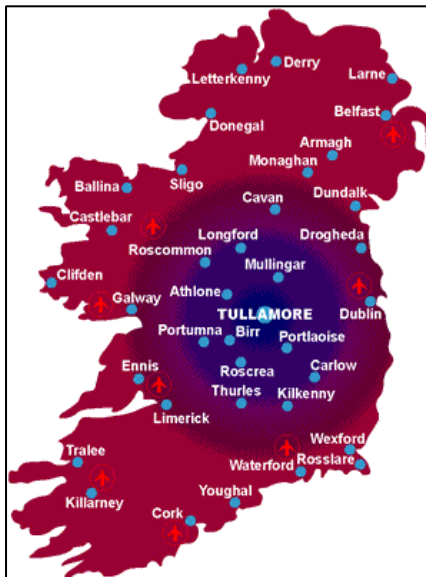 Derry
Letterkenny
Larne
Belfast
Donegal
Armagh
Monaghan
Sligo
Ballina
Cavan
Dundalk
Castlebar
Longford
Drogheda
Roscommon
Mullingar
Clifden
Athlone
Galway
TULLAMORE
Dublin
Portumna
Birr
Portlaoise
Ennis
Roscrea
Carlow
Thurles
Kilkenny
Limerick
Wexford
Tralee
Waterford
Rosslare
Killarney
Youghal
Cork